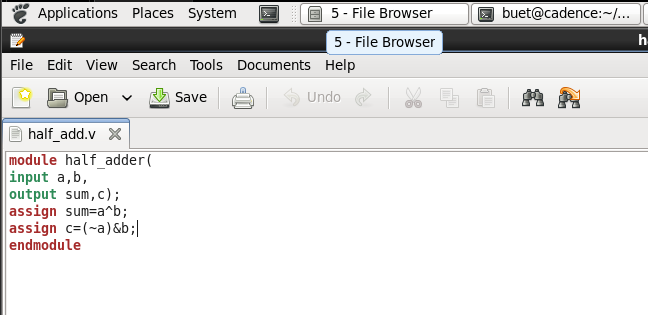 Applications Places System 5 - File Browser buet@cadence:~/...
5 - File Browser
File Edit View Search Tools Documents Help
Open Save Undo
half_add.v
module half_adder(
input a,b,
output sum,c);
assign sum=a^b;
assign c=(~a)&b;
endmodule